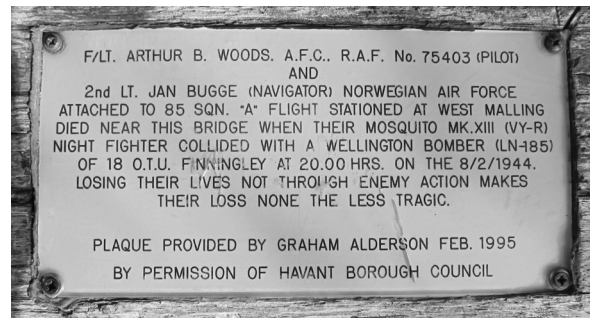 F/LT. ARTHUR B. WOODS. A.F.C.. R.A.F. No. 75403 (PILOT)
AND
2nd LT. JAN BUGGE (NAVIGATOR) NORWEGIAN AIR FORCE
ATTACHED TO 85 SQN. "A" FLIGHT STATIONED AT WEST MALLING
DIED NEAR THIS BRIDGE WHEN THEIR MOSQUITO MK.XIII (VY-R)
NIGHT FIGHTER COLLIDED WITH A WELLINGTON BOMBER (LN-185)
OF 18 O.T.U. FINNINGLEY AT 20.00 HRS. ON THE 8/2/1944.
LOSING THEIR LIVES NOT THROUGH ENEMY ACTION MAKES
THEIR LOSS NONE THE LESS TRAGIC.
PLAQUE PROVIDED BY GRAHAM ALDERSON FEB. 1995
BY PERMISSION OF HAVANT BOROUGH COUNCIL